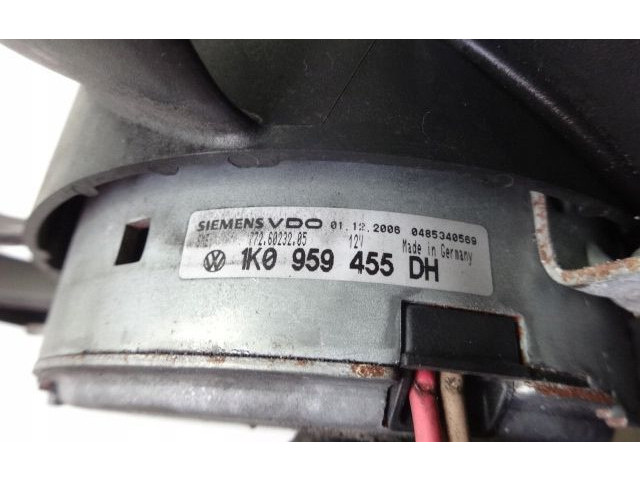 SIEMENS VDO 01.12.2006 0485340569
772.60232.05 12V Made in Germany
1K0 959 455 DH